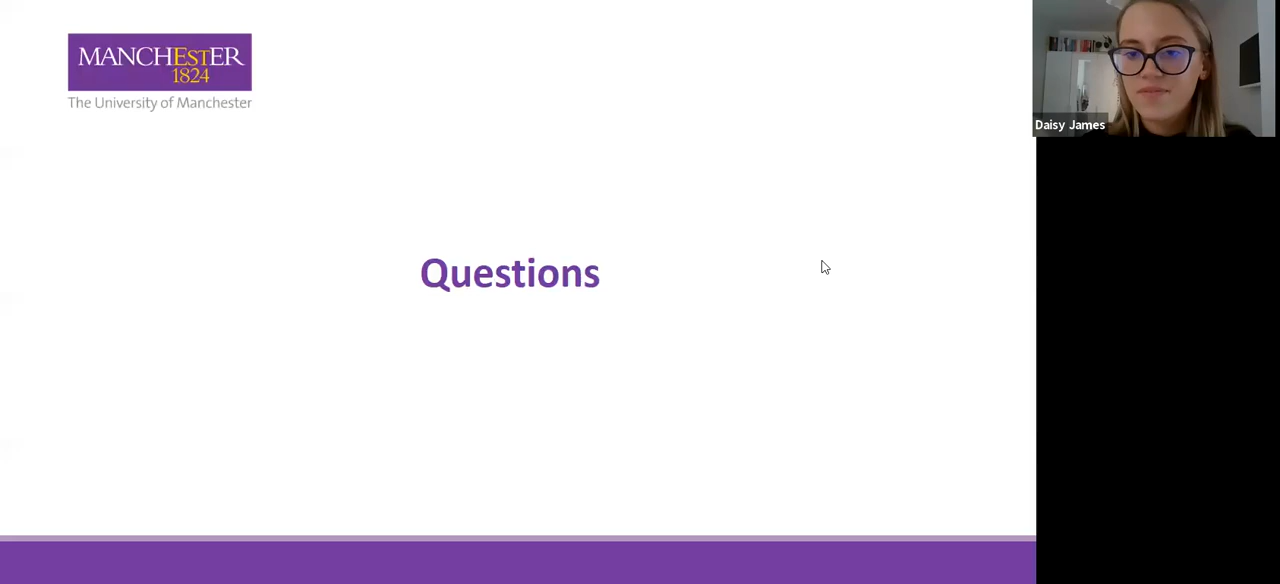 MANCHESTER
1824
The University of Manchester
Daisy James
Questions